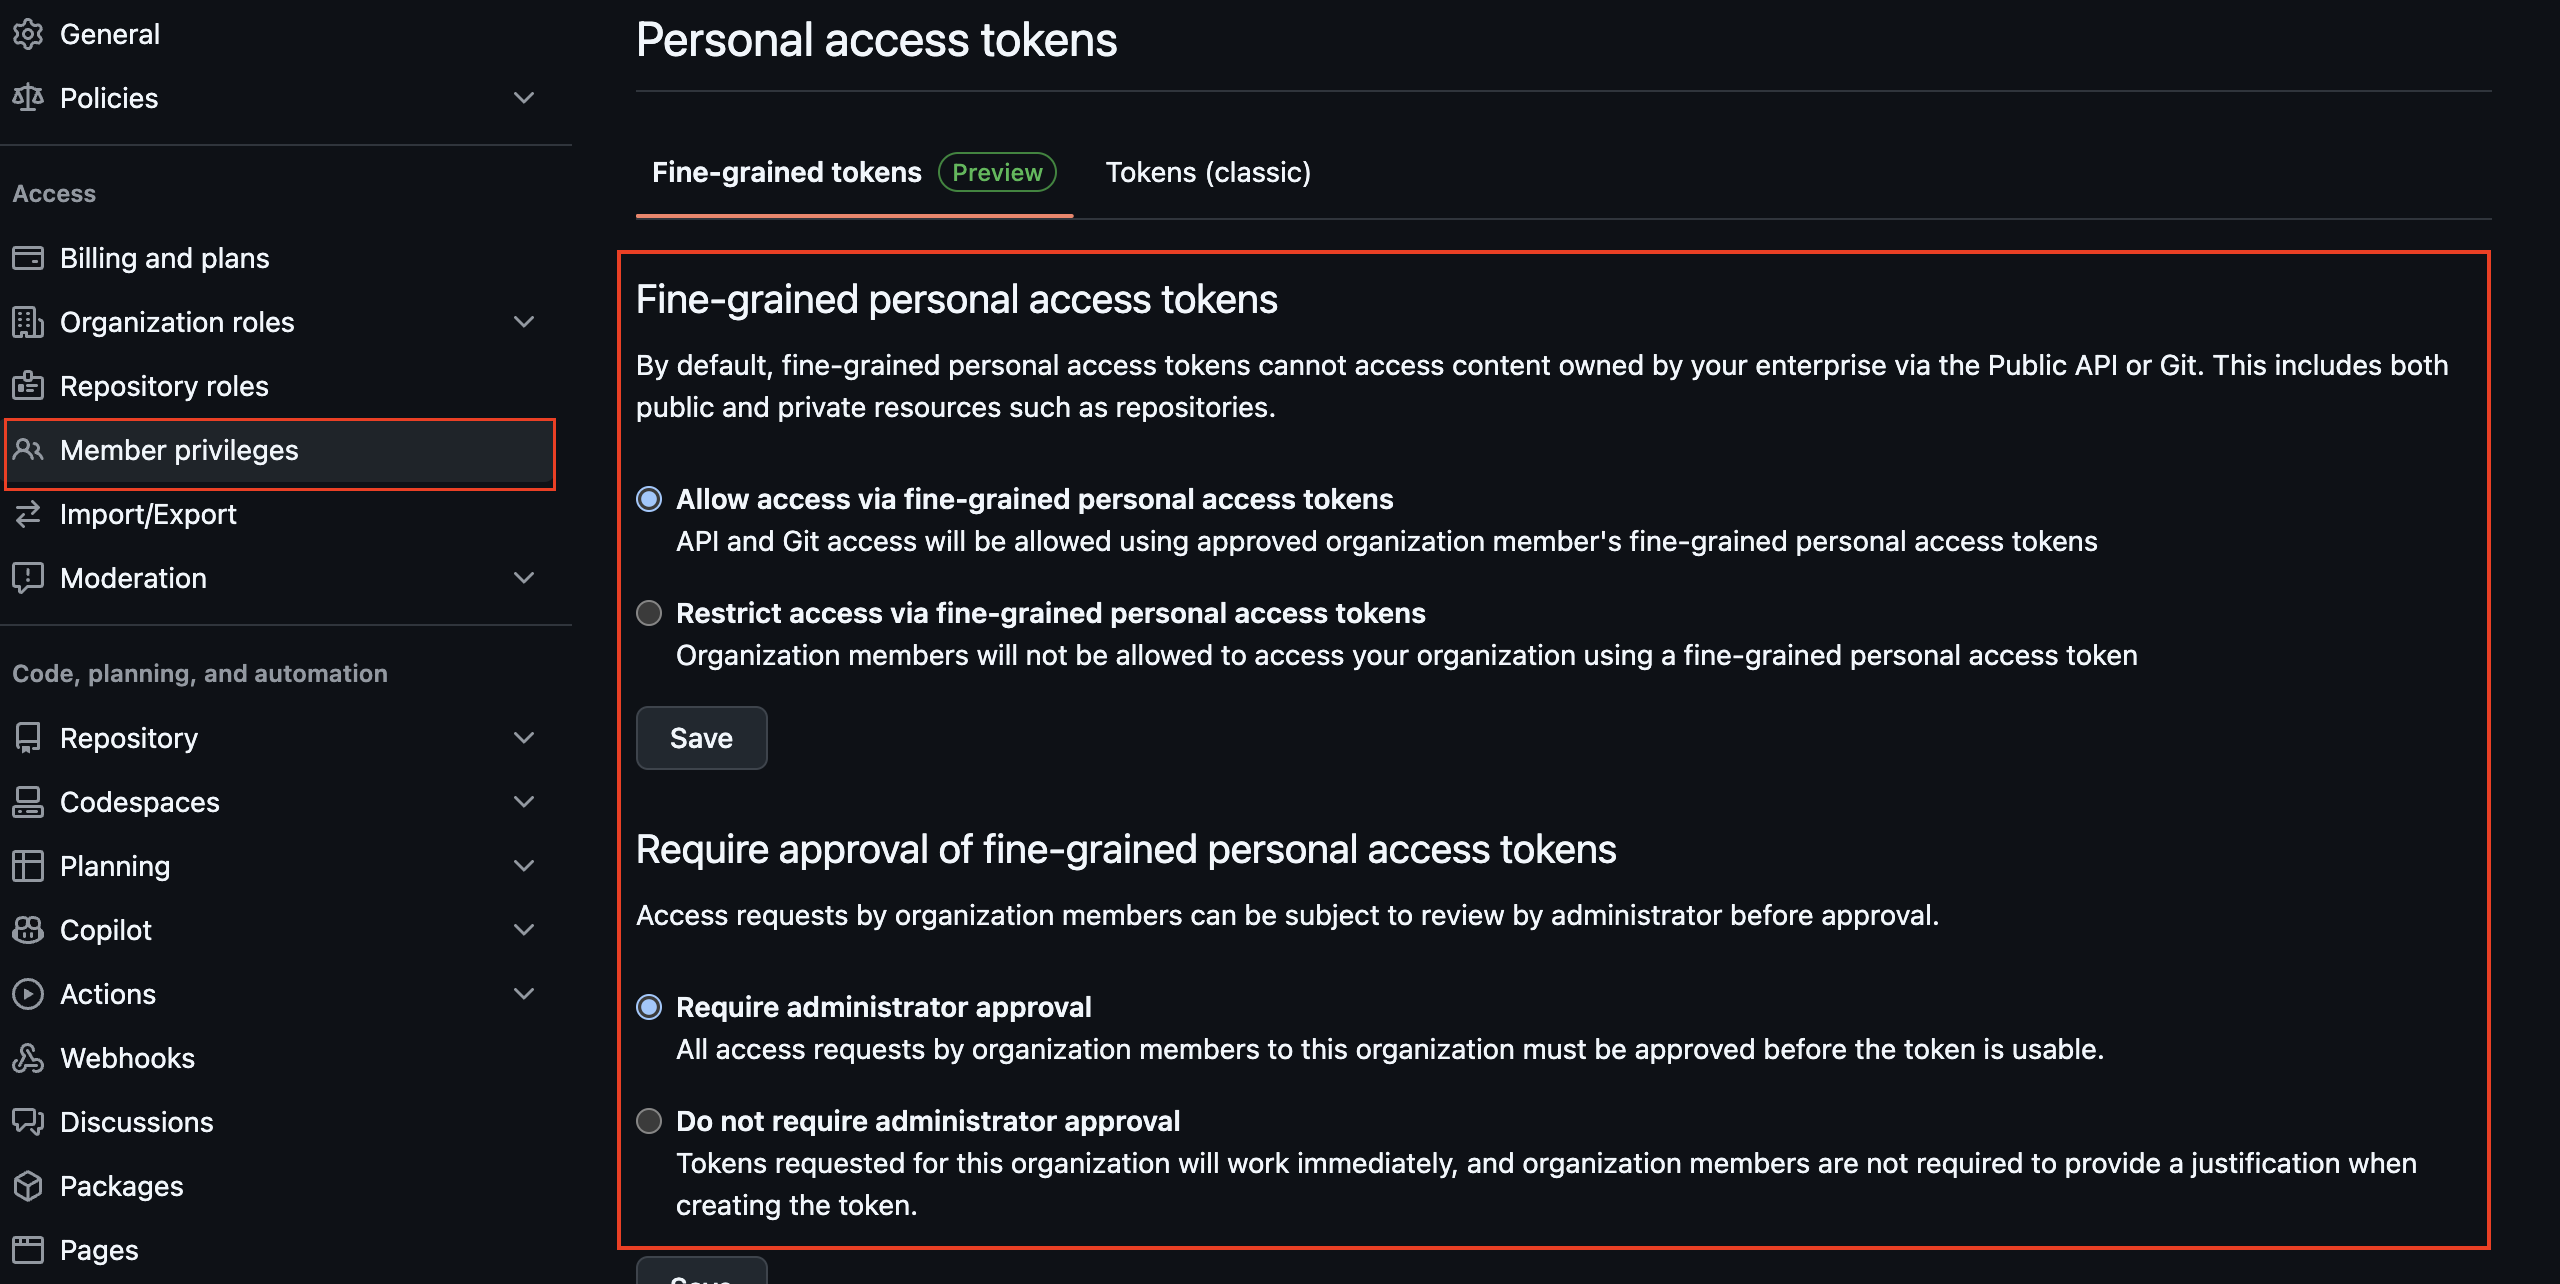 General
Policies
Access
Billing and plans
Organization roles
Repository roles
Member privileges
Import/Export
Moderation
Code, planning, and automation
Repository
Codespaces
Planning
Copilot
Actions
Webhooks
Discussions
Packages
Pages
Personal access tokens
Fine-grained tokens Preview Tokens (classic)
Fine-grained personal access tokens
By default, fine-grained personal access tokens cannot access content owned by your enterprise via the Public API or Git. This includes both
public and private resources such as repositories.
Allow access via fine-grained personal access tokens
API and Git access will be allowed using approved organization member's fine-grained personal access tokens
Restrict access via fine-grained personal access tokens
Organization members will not be allowed to access your organization using a fine-grained personal access token
Save
Require approval of fine-grained personal access tokens
Access requests by organization members can be subject to review by administrator before approval.
Require administrator approval
All access requests by organization members to this organization must be approved before the token is usable.
Do not require administrator approval
Tokens requested for this organization will work immediately, and organization members are not required to provide a justification when
creating the token.
Save